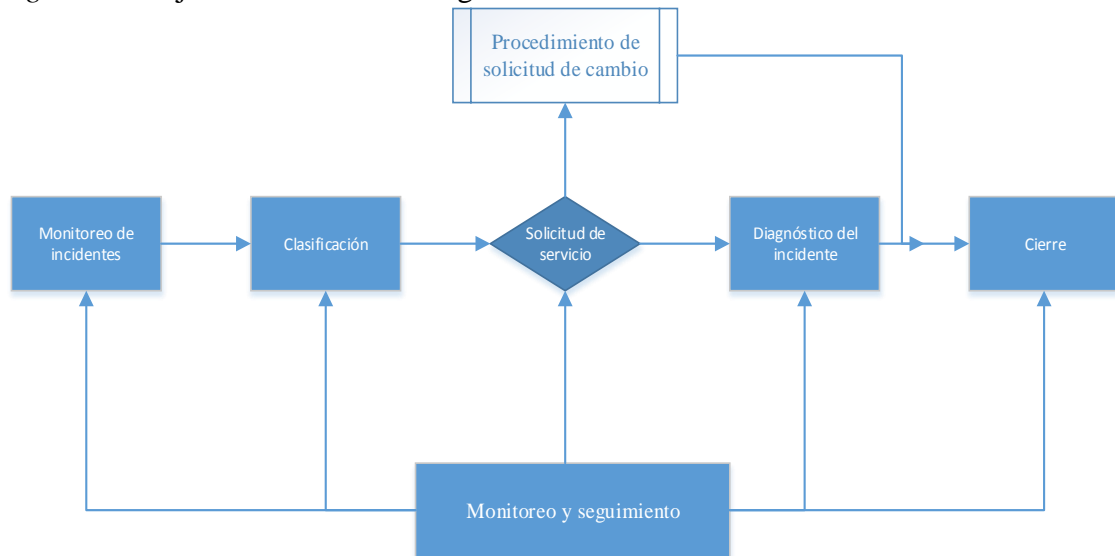 Procedimiento de
solicitud de cambio
Monitoreo de
incidentes
Clasificación
Solicitud de
servicio
Diagnóstico del
incidente
Cierre
Monitoreo y seguimiento